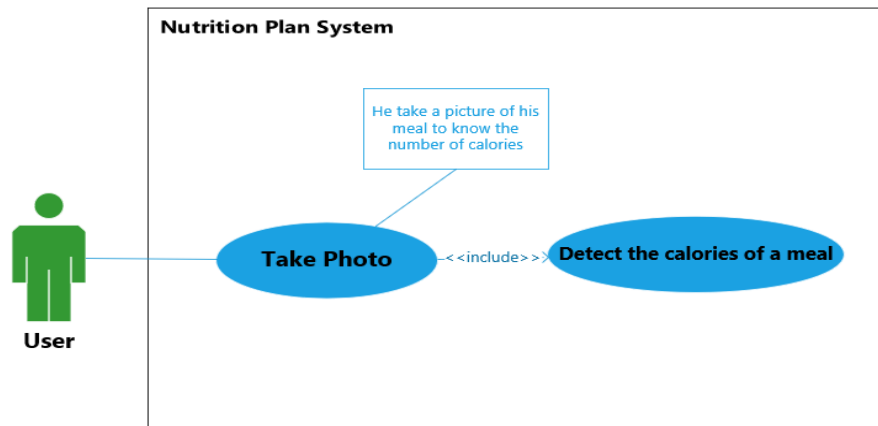 Nutrition Plan System
He take a picture of his
meal to know the
number of calories
Take Photo
<<include>>
Detect the calories of a meal
User